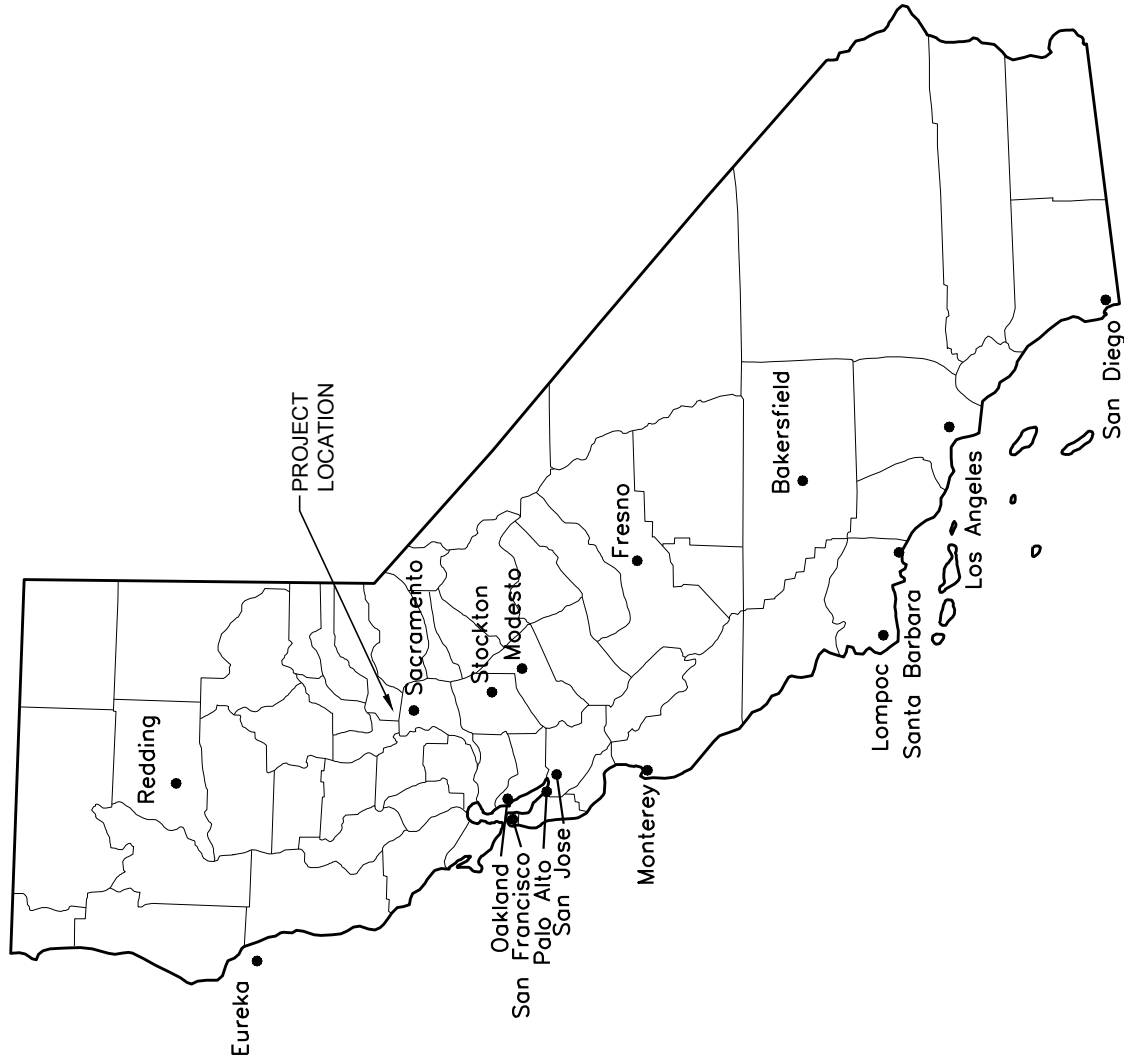 PROJECT
LOCATION
Redding
Eureka
Sacramento
Stockton
Modesto
Oakland
San Francisco
Palo Alto
San Jose
Fresno
Monterey
Bakersfield
Lompoc
Santa Barbara
Los Angeles
San Diego